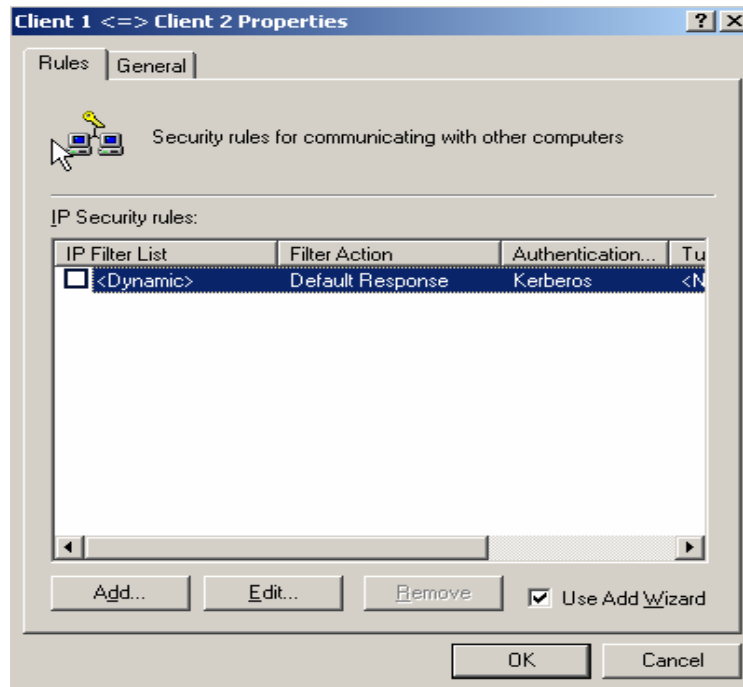 Client 1 <=> Client 2 Properties
Rules General
Security rules for communicating with other computers
IP Security rules:
IP Filter List Filter Action Authentication... Tu
<Dynamic> Default Response Kerberos <N
Add... Edit... Remove Use Add Wizard
OK Cancel